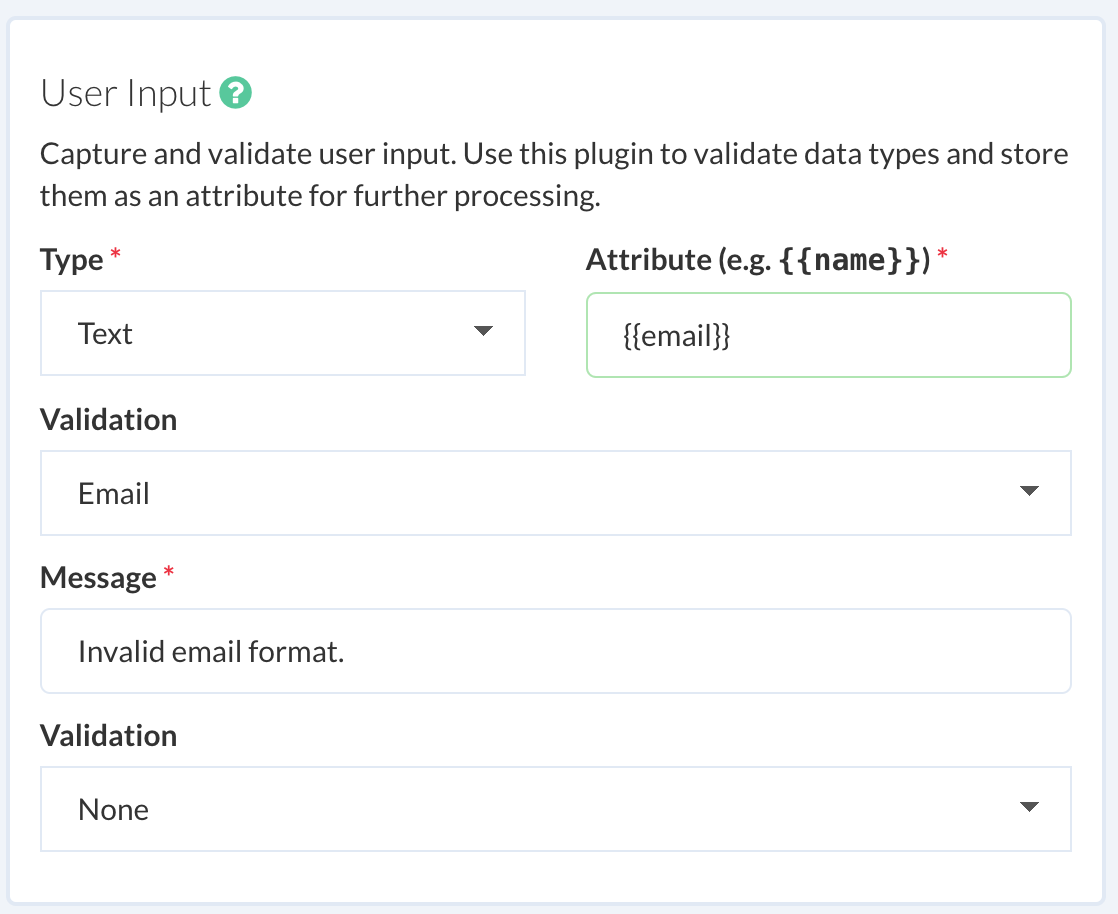 User Input ?
Capture and validate user input. Use this plugin to validate data types and store
them as an attribute for further processing.
Type *
Attribute (e.g. {{name}}) *
Text
{{email}}
Validation
Email
Message *
Invalid email format.
Validation
None